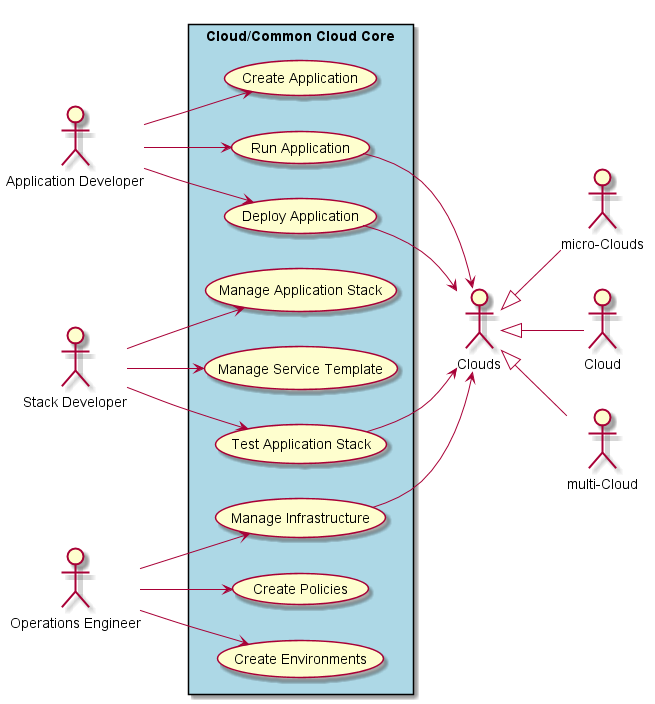 Cloud/Common Cloud Core
Create Application
Run Application
Deploy Application
Manage Application Stack
Manage Service Template
Test Application Stack
Manage Infrastructure
Create Policies
Create Environments
Application Developer
Stack Developer
Operations Engineer
Clouds
micro-Clouds
Cloud
multi-Cloud